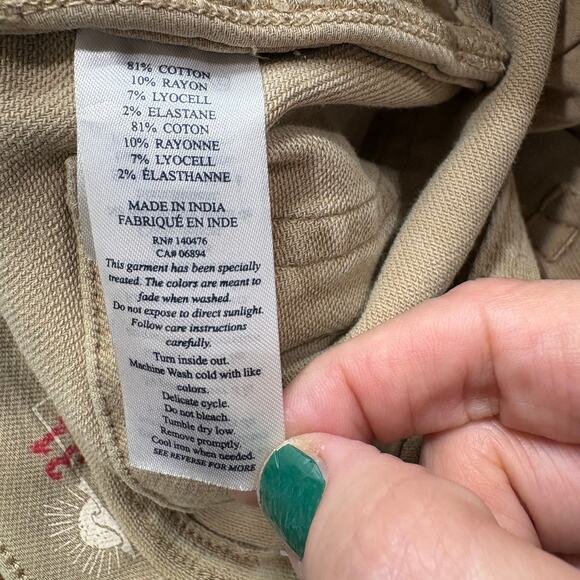 81% COTTON
10% RAYON
7% LYOCELL
2% ELASTANE
81% COTON
10% RAYONNE
7% LYOCELL
2% ÉLASTHANNE
MADE IN INDIA
FABRIQUÉ EN INDE
RN# 140476
CA# 06894
This garment has been specially
treated. The colors are meant to
fade when washed.
Do not expose to direct sunlight.
Follow care instructions
carefully.
Turn inside out.
Machine Wash cold with like
colors.
Delicate cycle.
Do not bleach.
Tumble dry low.
Remove promptly.
Cool iron when needed.
SEE REVERSE FOR MORE